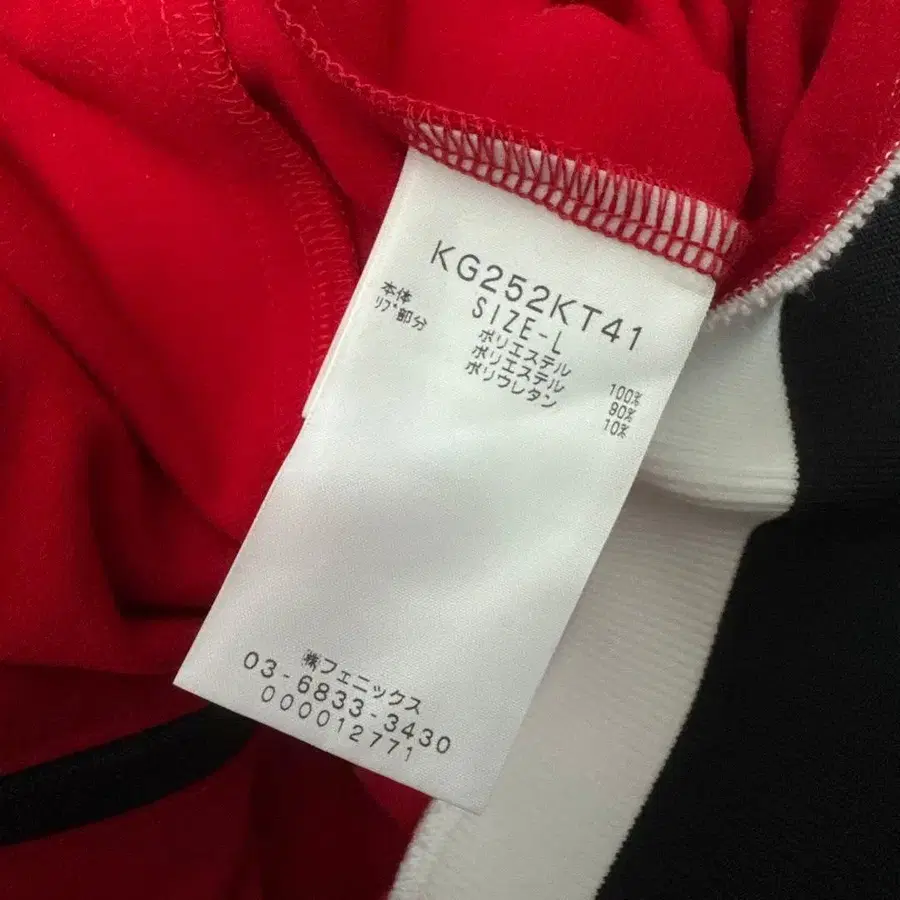 KG252KT41
SIZE-L
本体 ポリエステル 100%
リブ部分 ポリエステル 90%
ポリウレタン 10%
㈱フェニックス
03-6833-3430
000012771